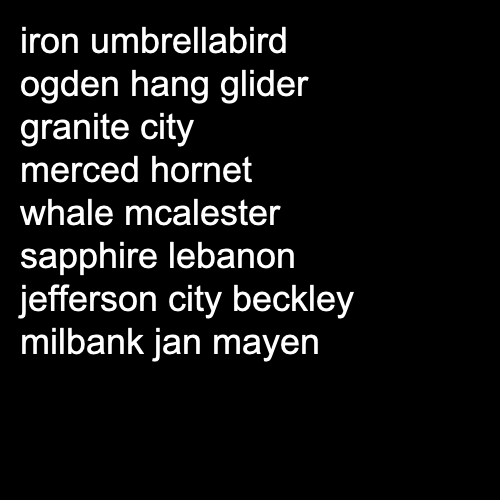 iron umbrellabird
ogden hang glider
granite city
merced hornet
whale mcalester
sapphire lebanon
jefferson city beckley
milbank jan mayen